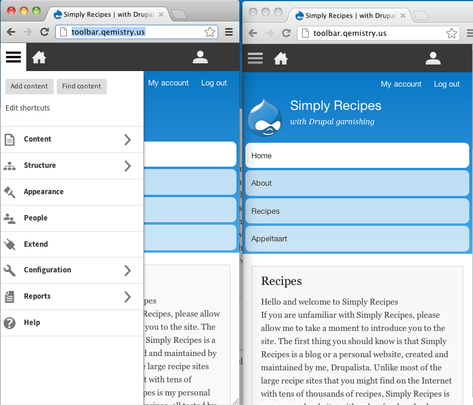 Simply Recipes | with Drupal
toolbar.qemistry.us
My account Log out
Add content Find content
Edit shortcuts
Content
Structure
Appearance
People
Extend
Configuration
Reports
Help
Recipes, please allow
you to the site. The
Recipes is a
and maintained by
large recipe sites
with tens of
is my personal
Simply Recipes | with Drupal
toolbar.qemistry.us
My account Log out
Simply Recipes
with Drupal garnishing
Home
About
Recipes
Appeltaart
Recipes
Hello and welcome to Simply Recipes
If you are unfamiliar with Simply Recipes, please
allow me to take a moment to introduce you to the
site. The first thing you should know is that Simply
Recipes is a blog or a personal website, created and
maintained by me, Drupalista. Unlike most of the
large recipe sites that you might find on the Internet
with tens of thousands of recipes, Simply Recipes is